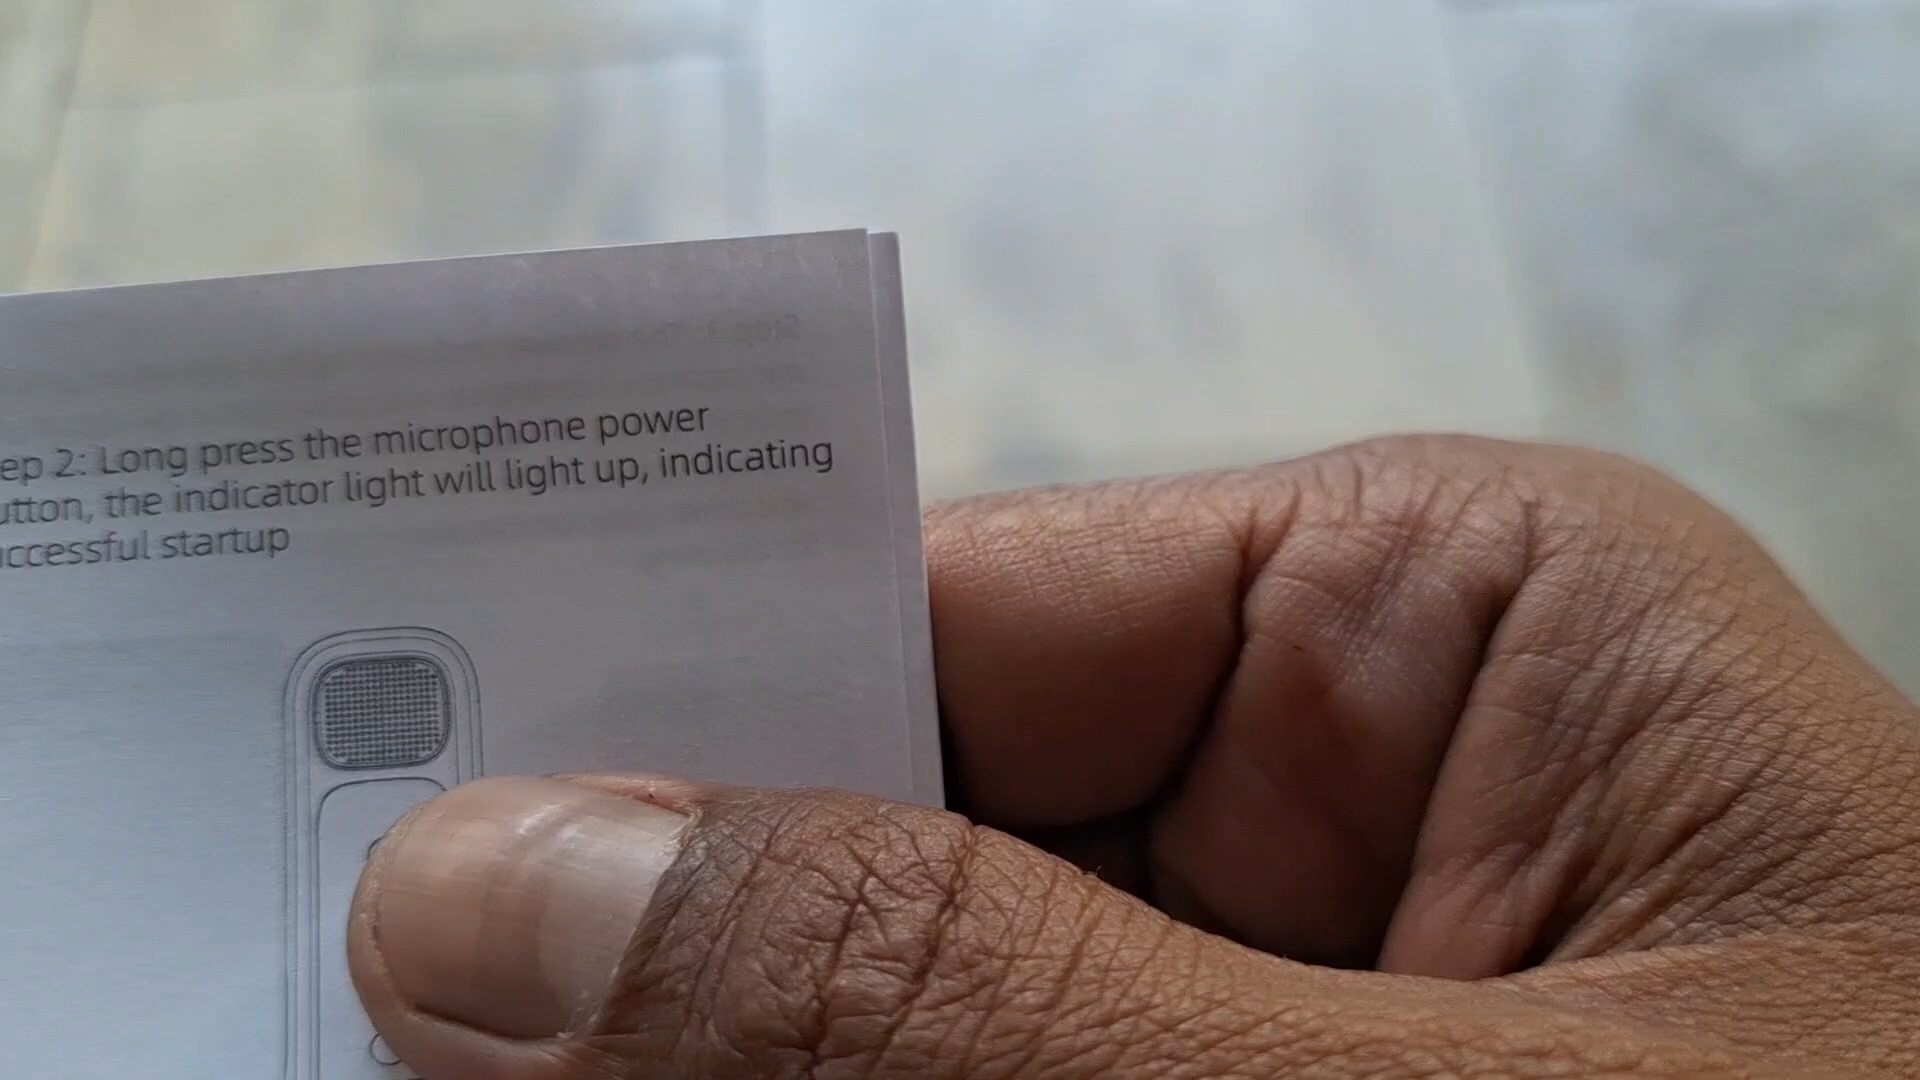 ep 2: Long press the microphone power
utton, the indicator light will light up, indicating
uccessful startup